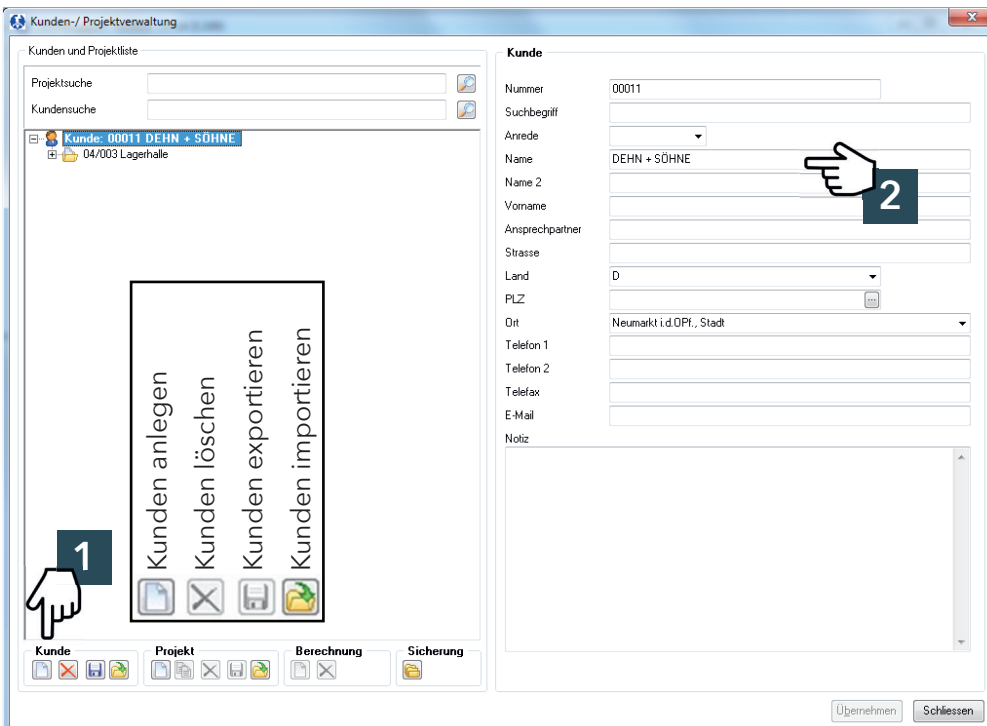 Kunden-/ Projektverwaltung
Kunden und Projektliste
Projektsuche
Kundensuche
Kunde: 00011 DEHN + SÖHNE
04/003 Lagerhalle
Kunden anlegen
Kunden löschen
Kunden exportieren
Kunden importieren
1
Kunde
Projekt
Berechnung
Sicherung
Kunde
Nummer 00011
Suchbegriff
Anrede
Name DEHN + SÖHNE
2
Name 2
Vorname
Ansprechpartner
Strasse
Land D
PLZ ...
Ort Neumarkt i.d.OPf., Stadt
Telefon 1
Telefon 2
Telefax
E-Mail
Notiz
Übernehmen Schliessen